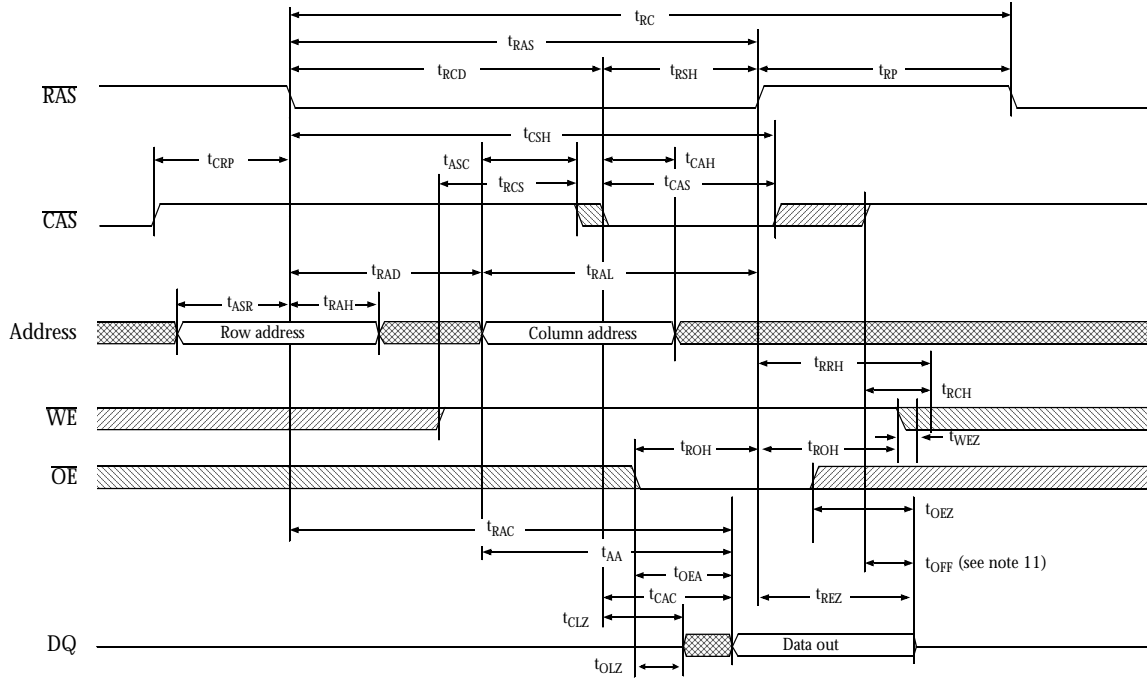 tRC
tRAS
tRCD tRSH tRP
RAS
tCSH
tCRP tASC tCAH
tRCS tCAS
CAS
tRAD tRAL
tASR tRAH
Address Row address Column address
tRRH
tRCH
WE
tROH tROH tWEZ
OE
tOEZ
tRAC
tAA tOFF (see note 11)
tOEA
tCAC tREZ
tCLZ
DQ Data out
tOLZ